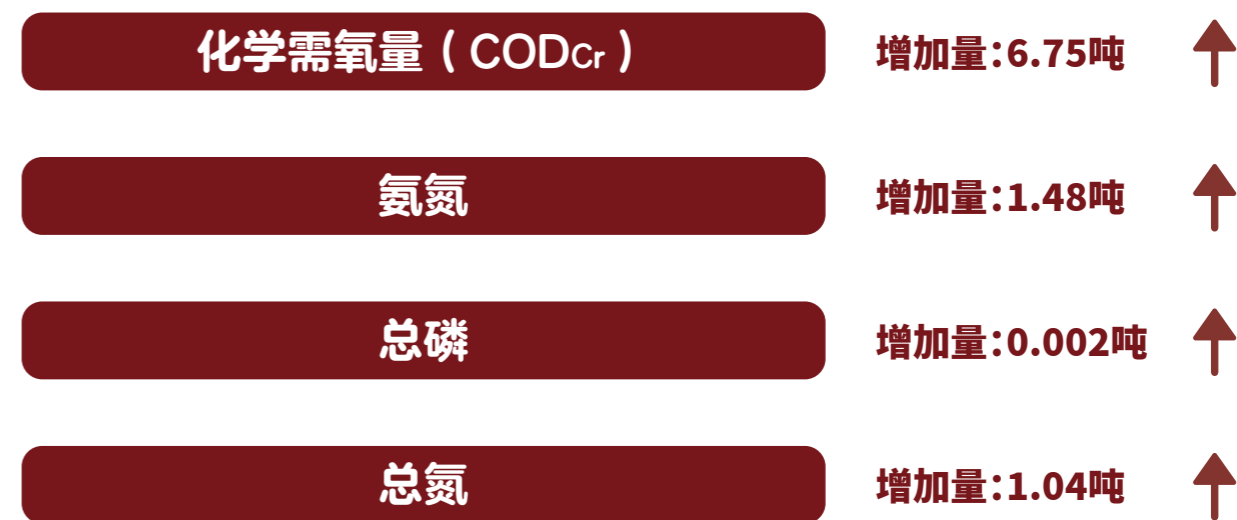 化学需氧量（CODCr）
增加量:6.75吨
氨氮
增加量:1.48吨
总磷
增加量:0.002吨
总氮
增加量:1.04吨